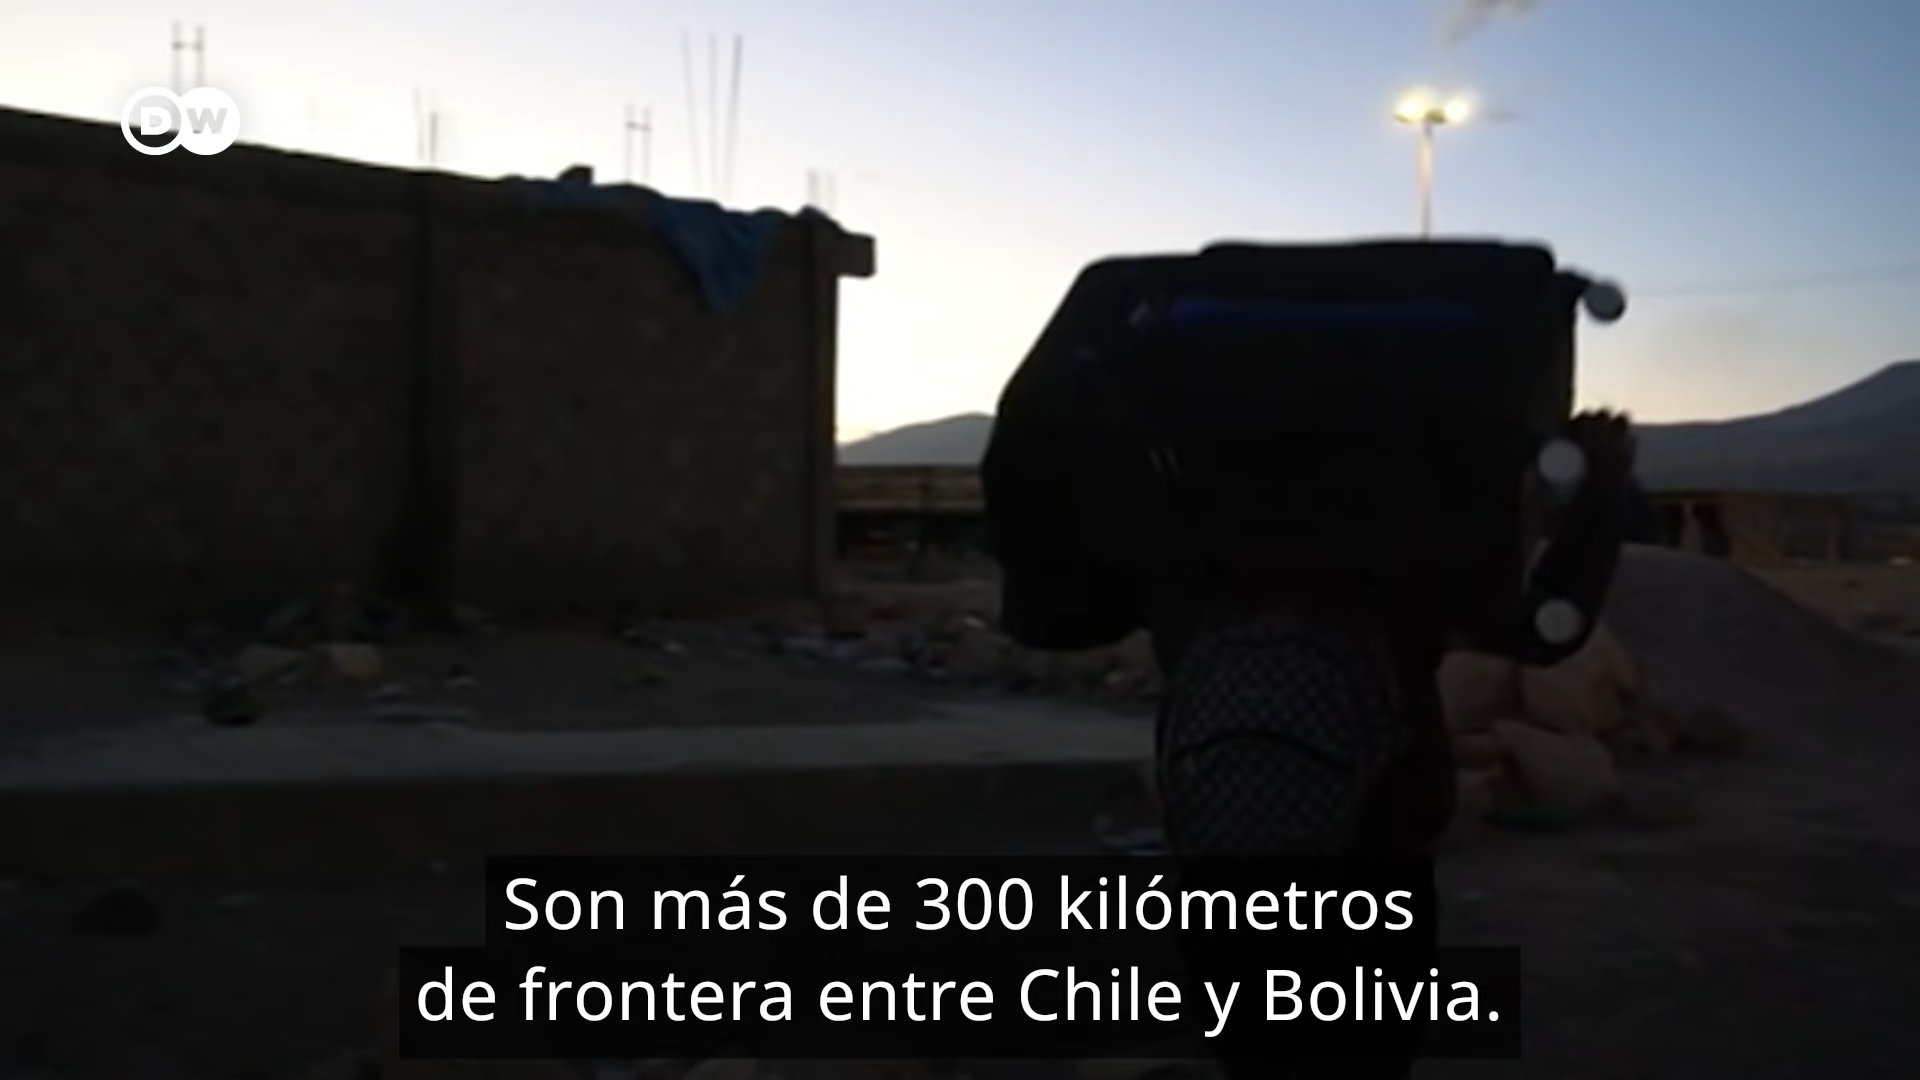 DW
Son más de 300 kilómetros
de frontera entre Chile y Bolivia.